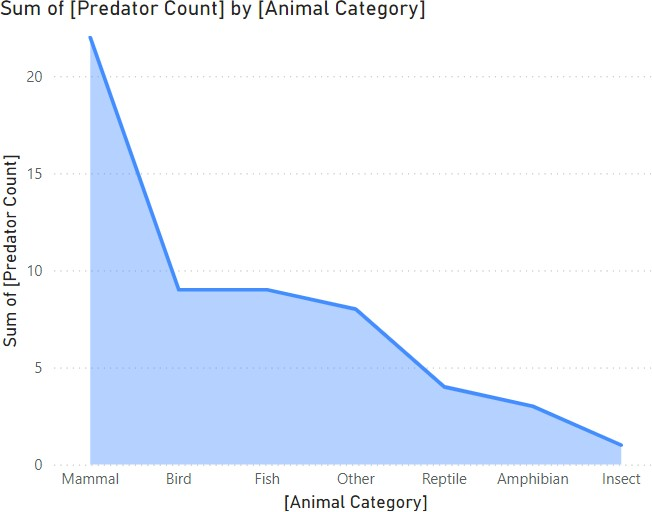 Sum of [Predator Count] by [Animal Category]
Sum of [Predator Count]
20
15
10
5
0
Mammal Bird Fish Other Reptile Amphibian Insect
[Animal Category]